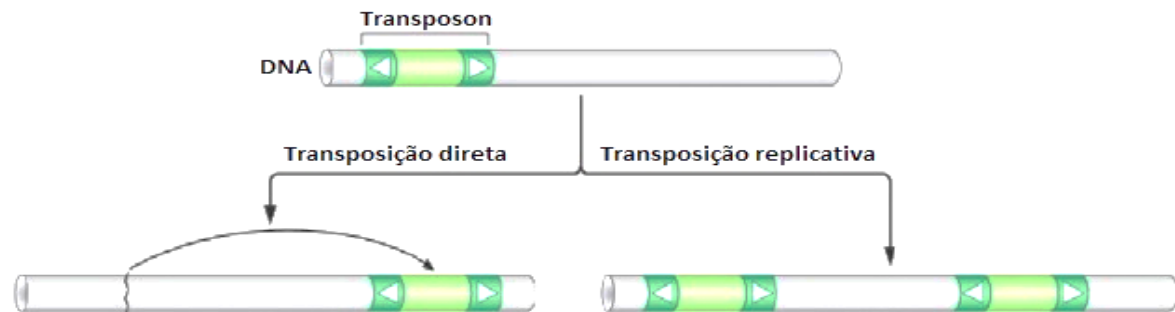 Transposon
DNA
Transposição direta
Transposição replicativa